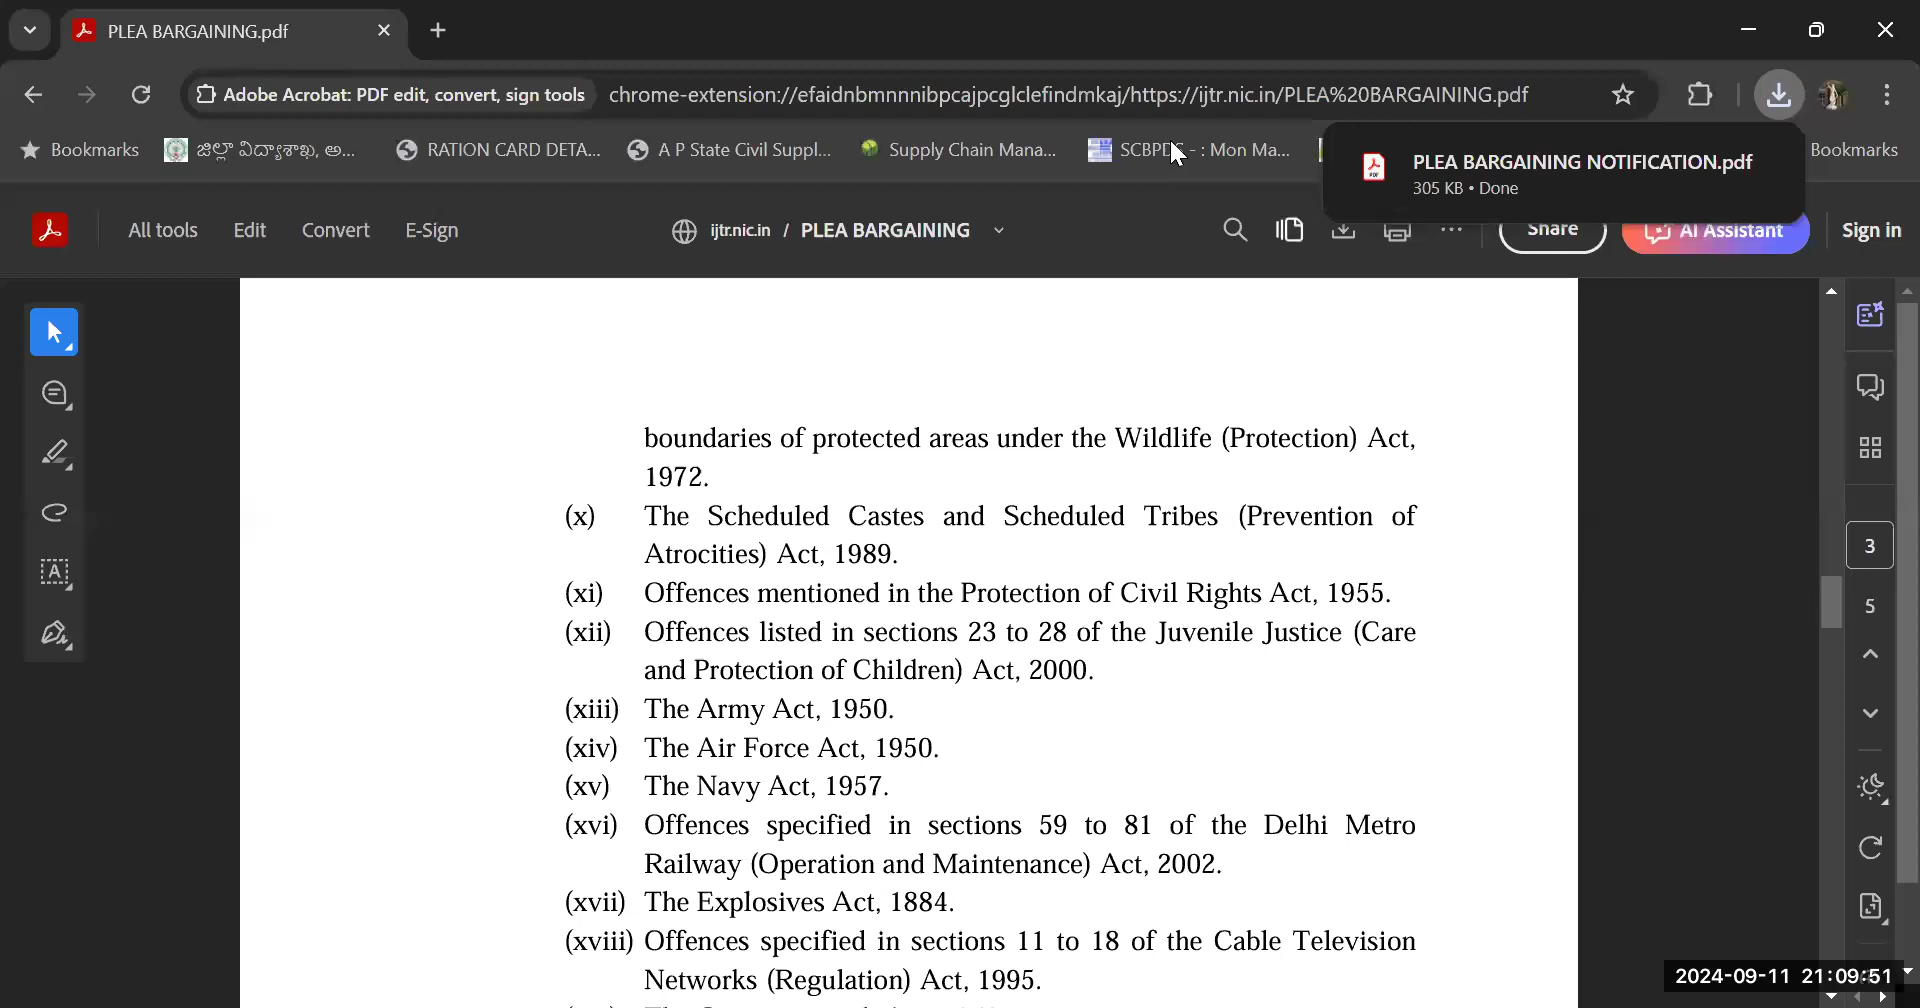 PLEA BARGAINING.pdf
Adobe Acrobat: PDF edit, convert, sign tools chrome-extension://efaidnbmnnnibpcajpcglclefindmkaj/https://ijtr.nic.in/PLEA%20BARGAINING.pdf
Bookmarks జిల్లా విద్యాశాఖ, అ... RATION CARD DETA... A P State Civil Suppl... Supply Chain Mana... SCBPDS - : Mon Ma... Bookmarks
PLEA BARGAINING NOTIFICATION.pdf
305 KB • Done
All tools Edit Convert E-Sign ijtr.nic.in / PLEA BARGAINING Share AI Assistant Sign in
boundaries of protected areas under the Wildlife (Protection) Act,
1972.
(x) The Scheduled Castes and Scheduled Tribes (Prevention of
Atrocities) Act, 1989.
(xi) Offences mentioned in the Protection of Civil Rights Act, 1955.
(xii) Offences listed in sections 23 to 28 of the Juvenile Justice (Care
and Protection of Children) Act, 2000.
(xiii) The Army Act, 1950.
(xiv) The Air Force Act, 1950.
(xv) The Navy Act, 1957.
(xvi) Offences specified in sections 59 to 81 of the Delhi Metro
Railway (Operation and Maintenance) Act, 2002.
(xvii) The Explosives Act, 1884.
(xviii) Offences specified in sections 11 to 18 of the Cable Television
Networks (Regulation) Act, 1995.
3
5
2024-09-11 21:09:51